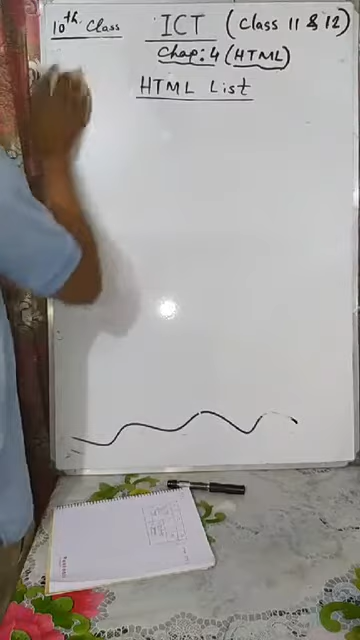 10th Class
ICT (Class 11 & 12)
Chap: 4 (HTML)
HTML List